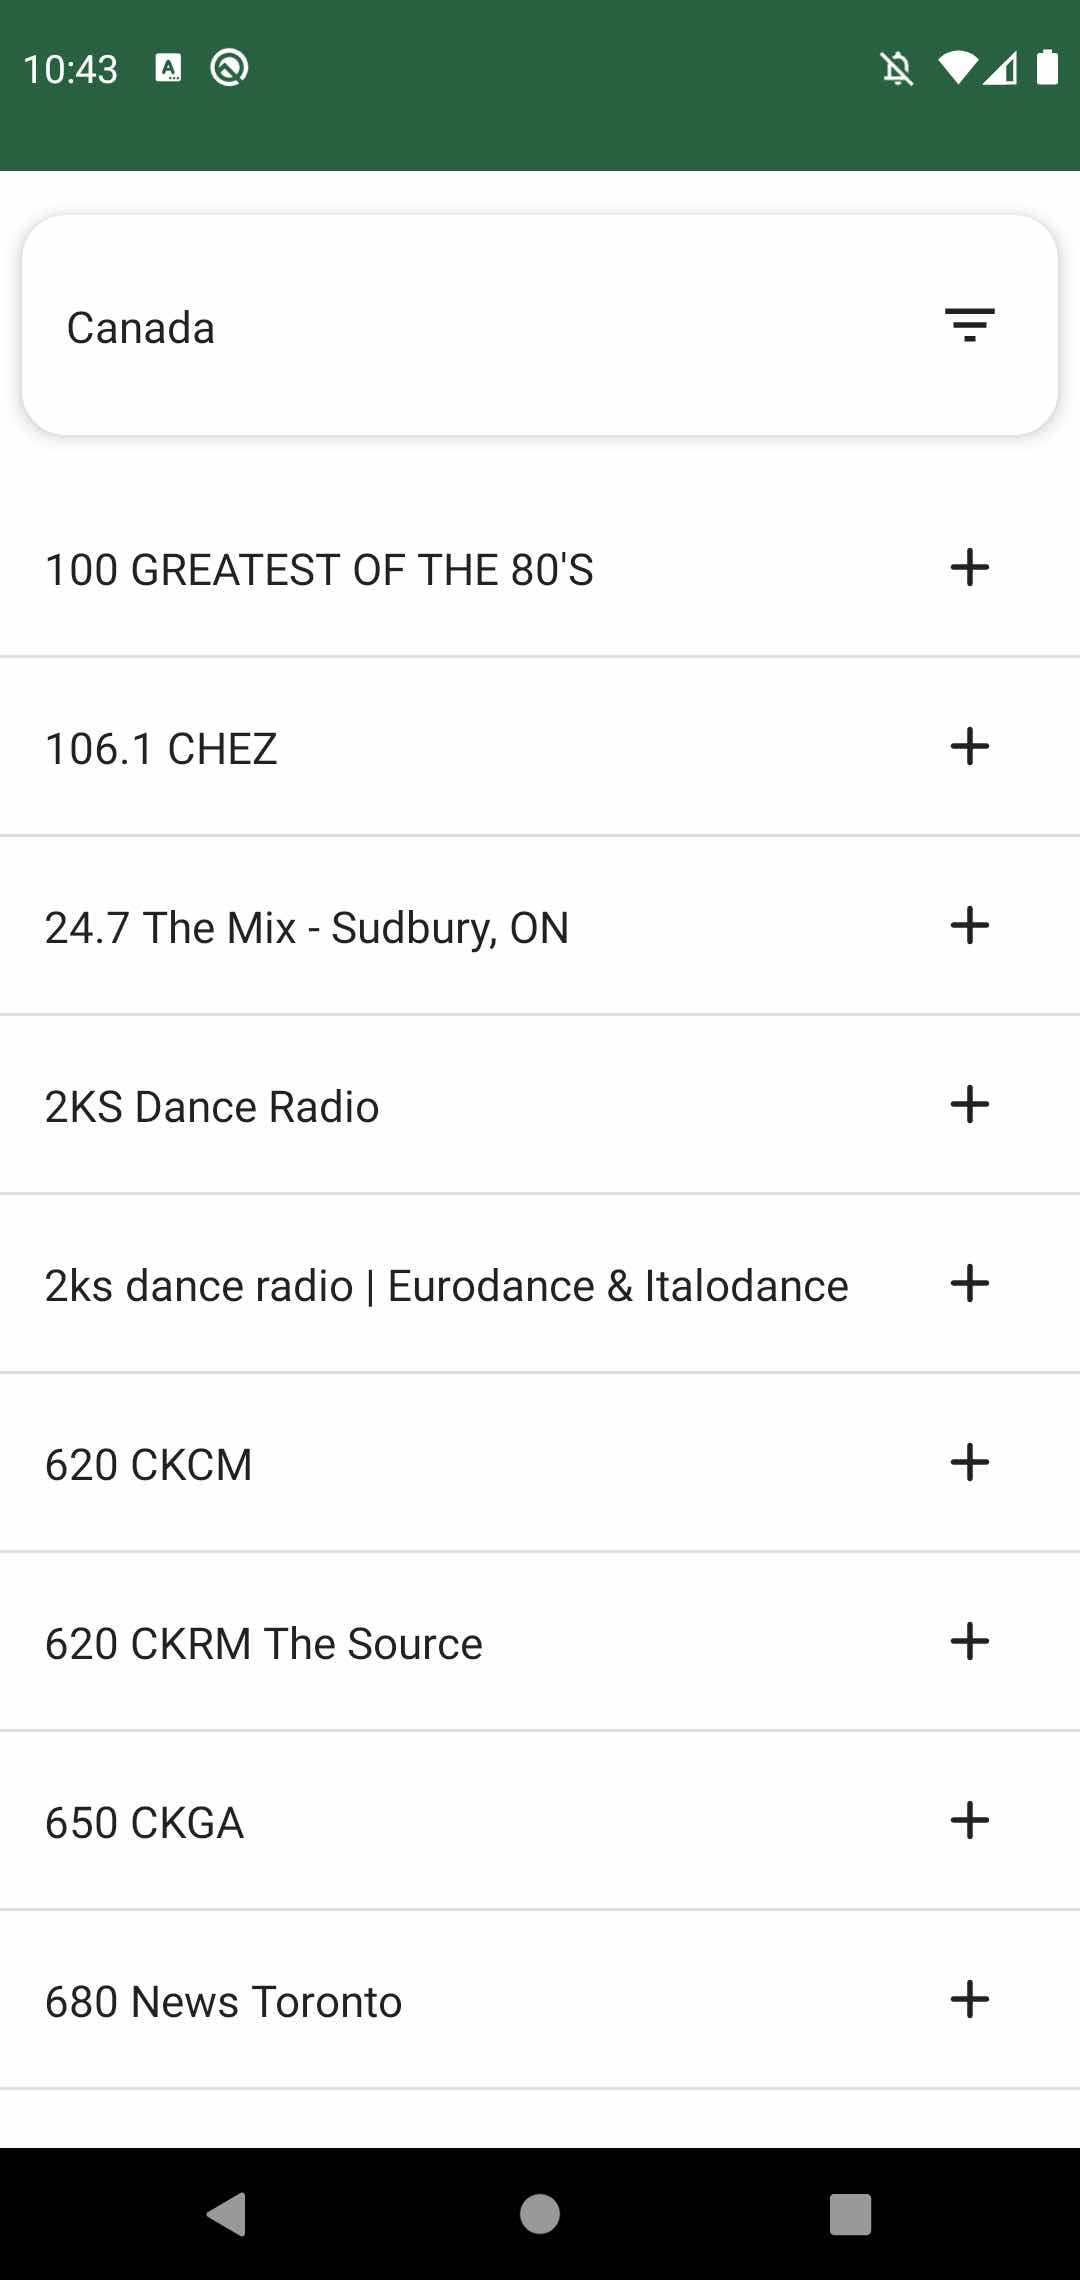 10:43
Canada
100 GREATEST OF THE 80'S
106.1 CHEZ
24.7 The Mix - Sudbury, ON
2KS Dance Radio
2ks dance radio | Eurodance & Italodance
620 CKCM
620 CKRM The Source
650 CKGA
680 News Toronto